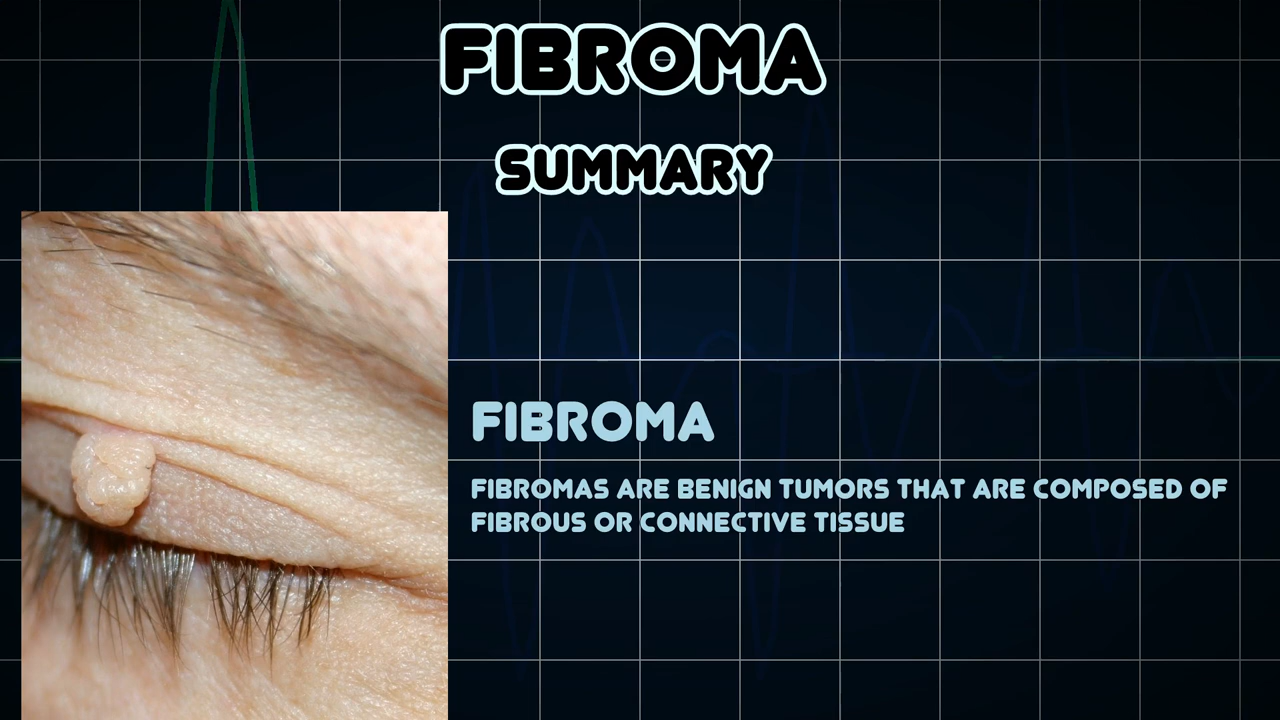 FIBROMA
SUMMARY
FIBROMA
FIBROMAS ARE BENIGN TUMORS THAT ARE COMPOSED OF
FIBROUS OR CONNECTIVE TISSUE